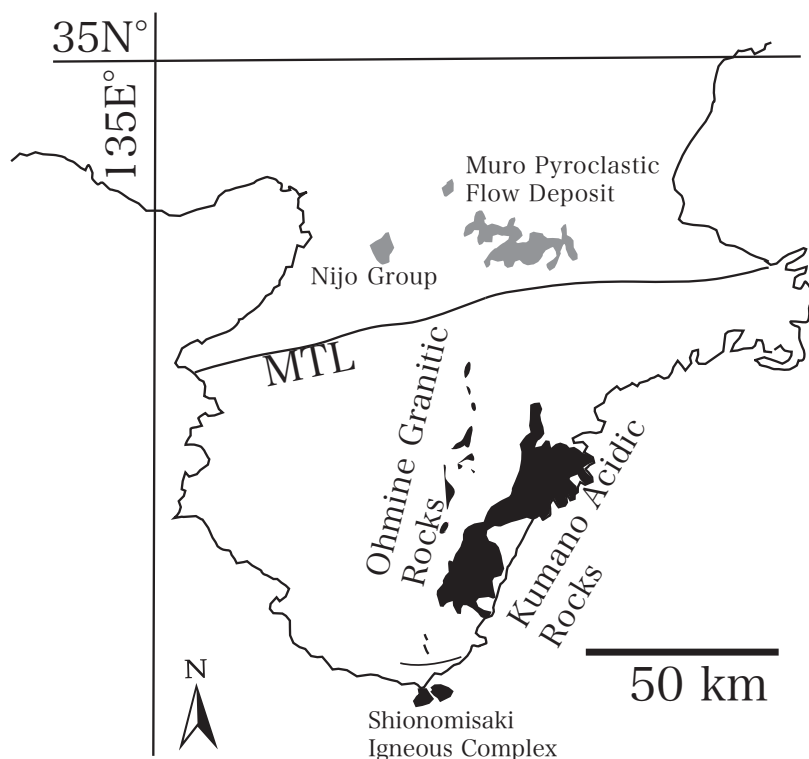 35N°
135E°
Muro Pyroclastic
Flow Deposit
Nijo Group
MTL
Ohmine Granitic
Rocks
Kumano Acidic
Rocks
N
50 km
Shionomisaki
Igneous Complex